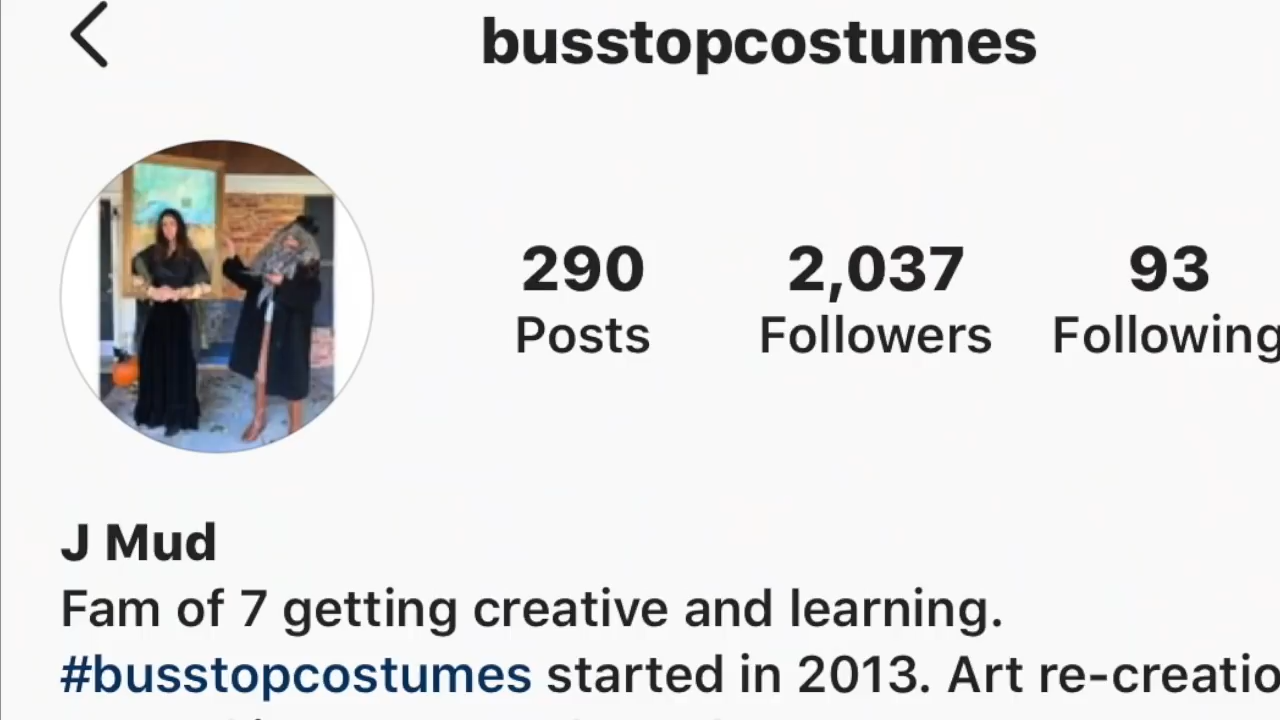 busstopcostumes
290 2,037 93
Posts Followers Following
J Mud
Fam of 7 getting creative and learning.
#busstopcostumes started in 2013. Art re-creatio